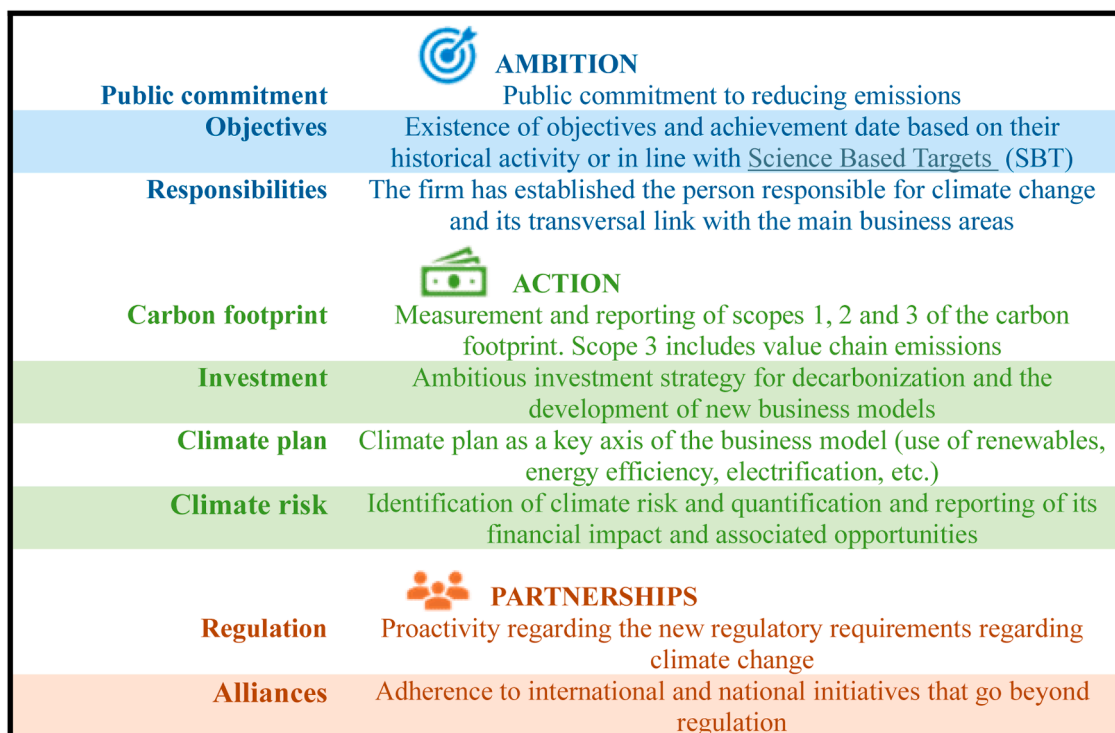 AMBITION
Public commitment Public commitment to reducing emissions
Objectives Existence of objectives and achievement date based on their
historical activity or in line with Science Based Targets (SBT)
Responsibilities The firm has established the person responsible for climate change
and its transversal link with the main business areas
ACTION
Carbon footprint Measurement and reporting of scopes 1, 2 and 3 of the carbon
footprint. Scope 3 includes value chain emissions
Investment Ambitious investment strategy for decarbonization and the
development of new business models
Climate plan Climate plan as a key axis of the business model (use of renewables,
energy efficiency, electrification, etc.)
Climate risk Identification of climate risk and quantification and reporting of its
financial impact and associated opportunities
PARTNERSHIPS
Regulation Proactivity regarding the new regulatory requirements regarding
climate change
Alliances Adherence to international and national initiatives that go beyond
regulation